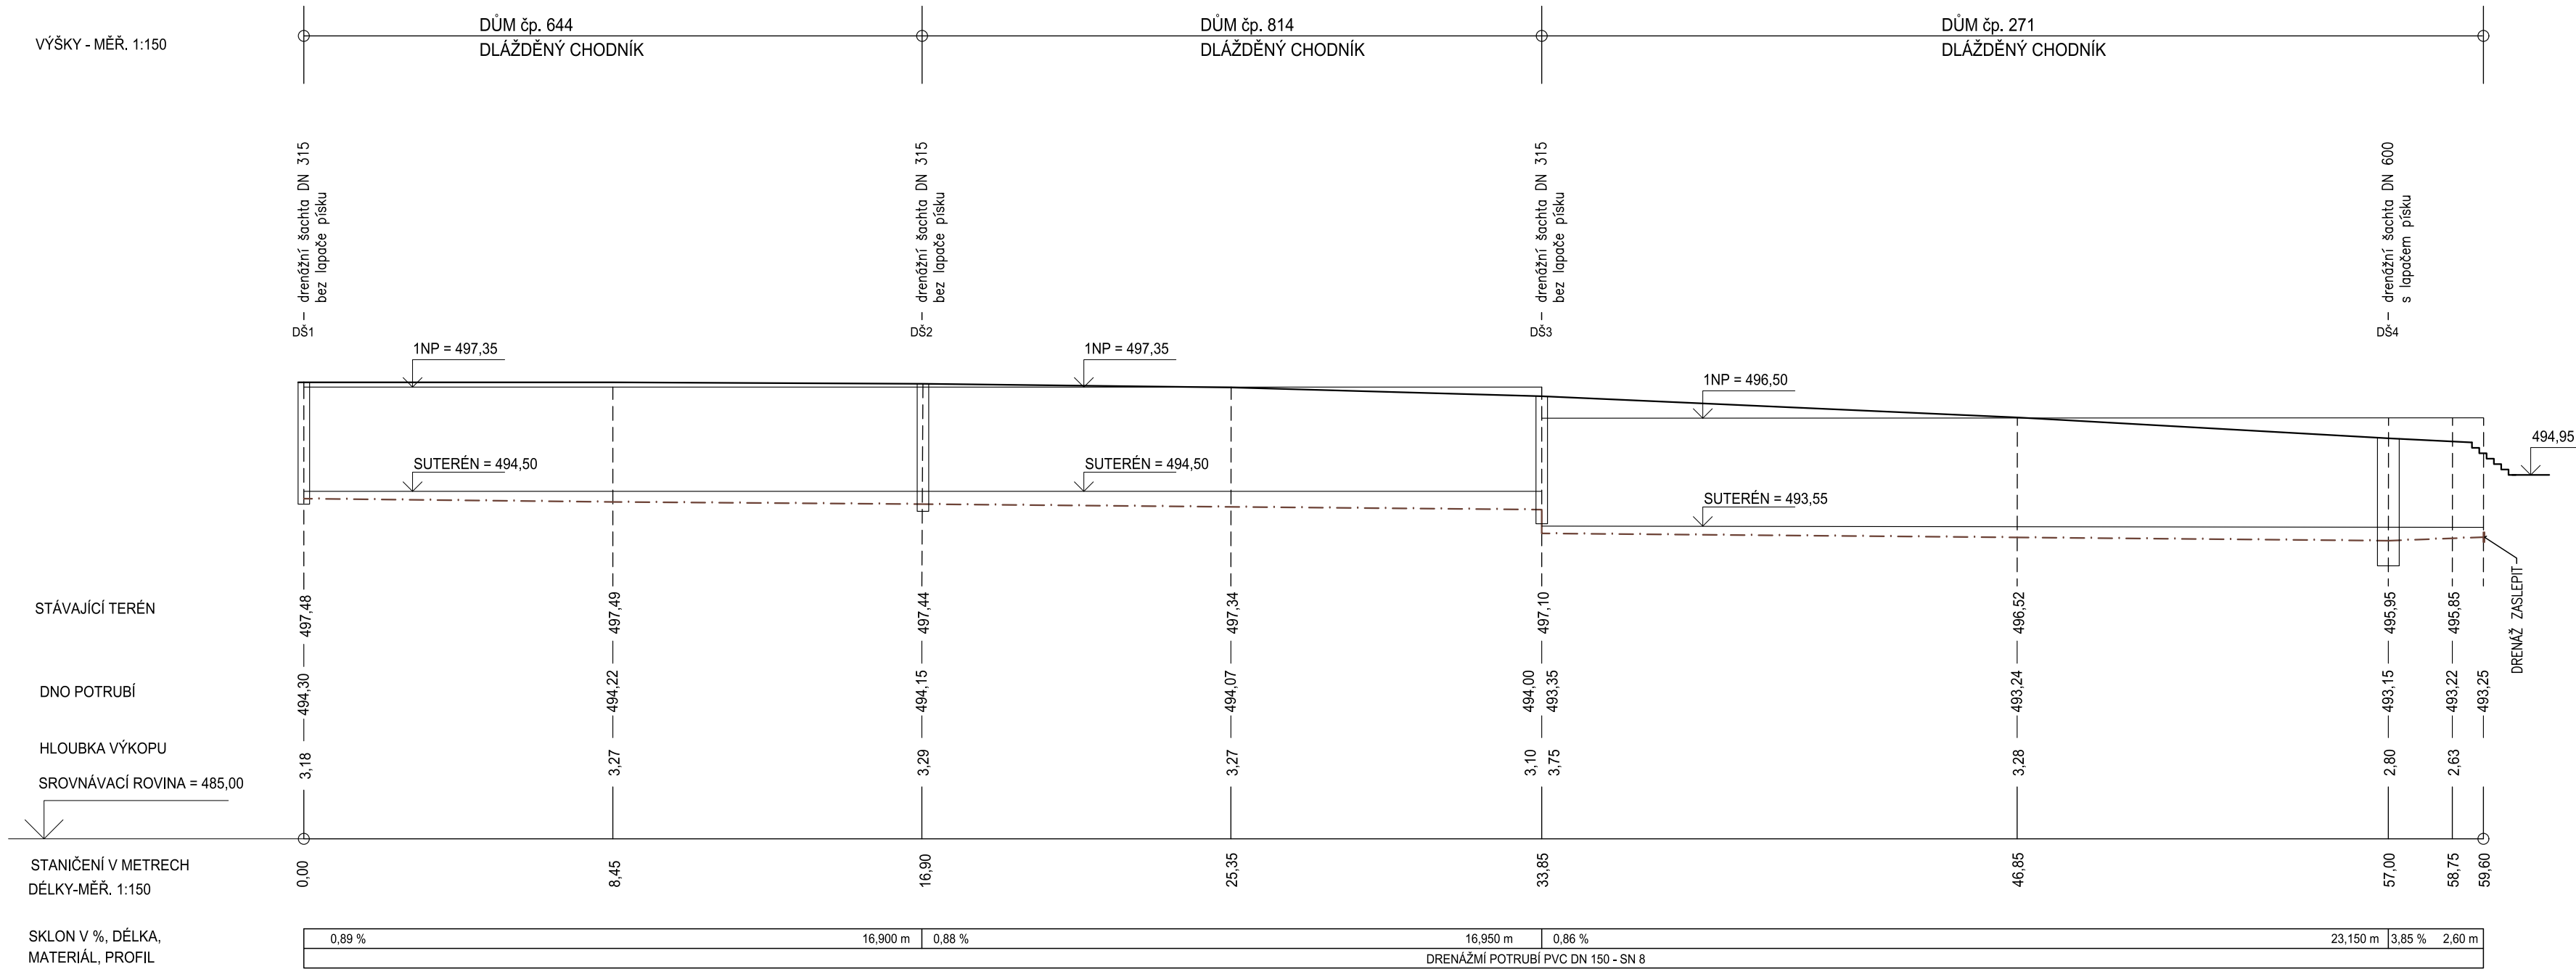 VÝŠKY - MĚŘ. 1:150
DŮM čp. 644
DLÁŽDĚNÝ CHODNÍK
DŮM čp. 814
DLÁŽDĚNÝ CHODNÍK
DŮM čp. 271
DLÁŽDĚNÝ CHODNÍK
drenážní šachta DN 315
bez lapače písku
drenážní šachta DN 315
bez lapače písku
drenážní šachta DN 315
bez lapače písku
drenážní šachta DN 600
s lapačem písku
DŠ1
DŠ2
DŠ3
DŠ4
1NP = 497,35
1NP = 497,35
1NP = 496,50
494,95
SUTERÉN = 494,50
SUTERÉN = 494,50
SUTERÉN = 493,55
DRENÁŽ ZASLEPIT
STÁVAJÍCÍ TERÉN
497,48
497,49
497,44
497,34
497,10
496,52
495,95
495,85
DNO POTRUBÍ
494,30
494,22
494,15
494,07
494,00
493,35
493,24
493,15
493,22
493,25
HLOUBKA VÝKOPU
3,18
3,27
3,29
3,27
3,10
3,75
3,28
2,80
2,63
SROVNÁVACÍ ROVINA = 485,00
STANIČENÍ V METRECH
DÉLKY-MĚŘ. 1:150
0,00
8,45
16,90
25,35
33,85
46,85
57,00
58,75
59,60
SKLON V %, DÉLKA,
MATERIÁL, PROFIL
0,89 %
16,900 m
0,88 %
16,950 m
0,86 %
23,150 m
3,85 %
2,60 m
DRENÁŽMÍ POTRUBÍ PVC DN 150 - SN 8